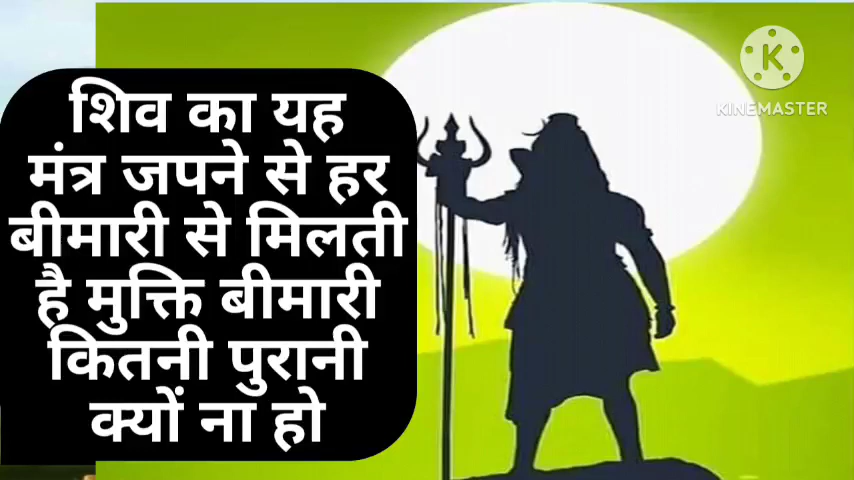 शिव का यह
मंत्र जपने से हर
बीमारी से मिलती
है मुक्ति बीमारी
कितनी पुरानी
क्यों ना हो
K
KINEMASTER